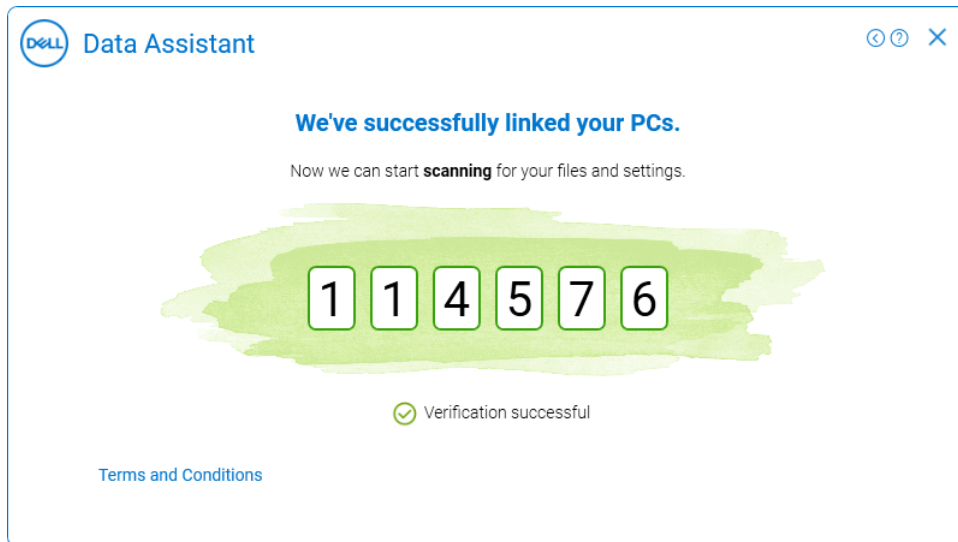 DELL Data Assistant
We've successfully linked your PCs.
Now we can start scanning for your files and settings.
1 1 4 5 7 6
Verification successful
Terms and Conditions